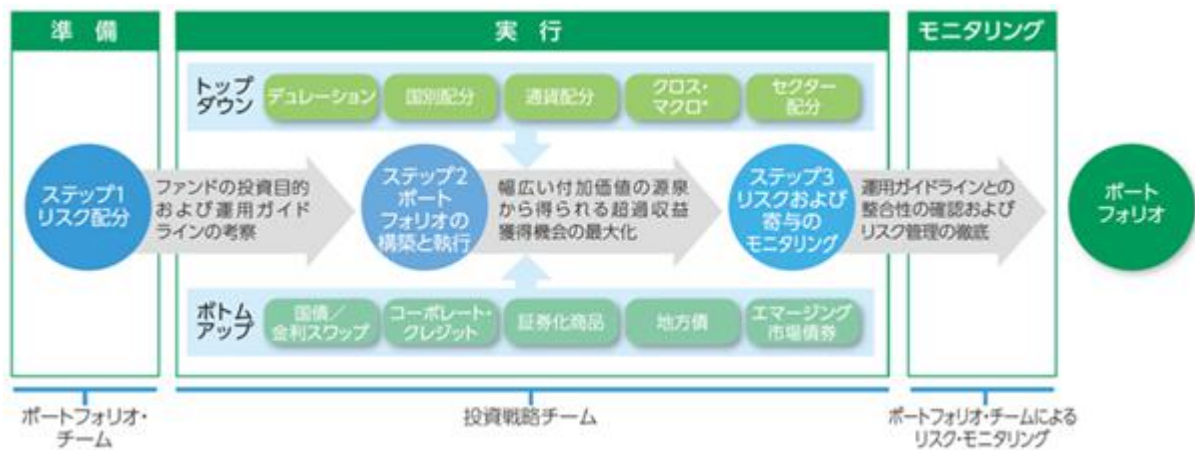 準 備
実 行
モニタリング
トップ
ダウン
デュレーション
国別配分
通貨配分
クロス・
マクロ*
セクター
配分
ステップ1
リスク配分
ファンドの投資目的
および運用ガイド
ラインの考察
ステップ2
ポート
フォリオの
構築と執行
幅広い付加価値の源泉
から得られる超過収益
獲得機会の最大化
ステップ3
リスクおよび
寄与の
モニタリング
運用ガイドラインとの
整合性の確認および
リスク管理の徹底
ポート
フォリオ
ボトム
アップ
国債／
金利スワップ
コーポレート・
クレジット
証券化商品
地方債
エマージング
市場債券
ポートフォリオ・
チーム
投資戦略チーム
ポートフォリオ・チームによる
リスク・モニタリング